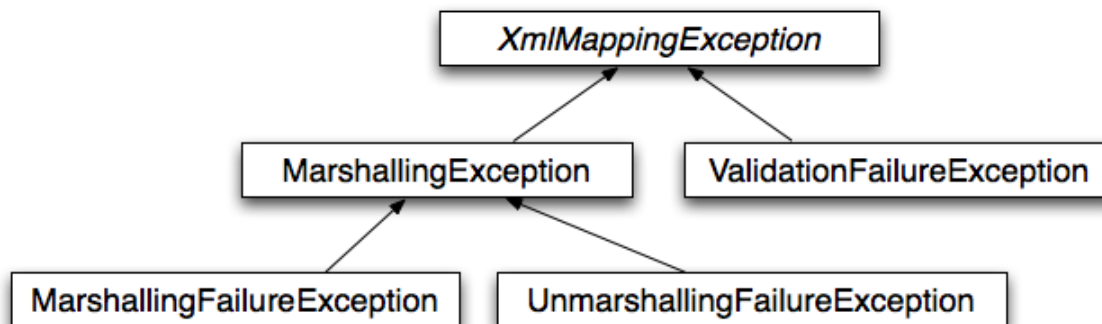 XmlMappingException
MarshallingException
ValidationFailureException
MarshallingFailureException
UnmarshallingFailureException